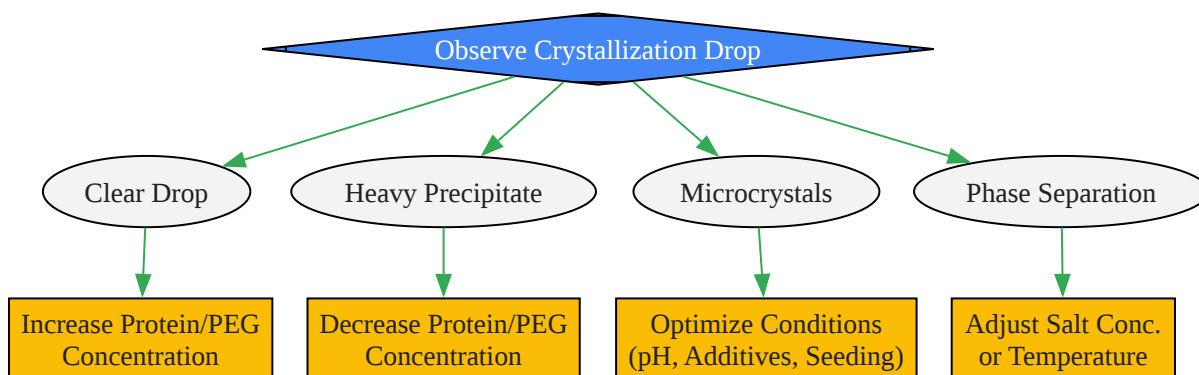 Observe Crystallization Drop
Clear Drop
Heavy Precipitate
Microcrystals
Phase Separation
Increase Protein/PEG
Concentration
Decrease Protein/PEG
Concentration
Optimize Conditions
(pH, Additives, Seeding)
Adjust Salt Conc.
or Temperature